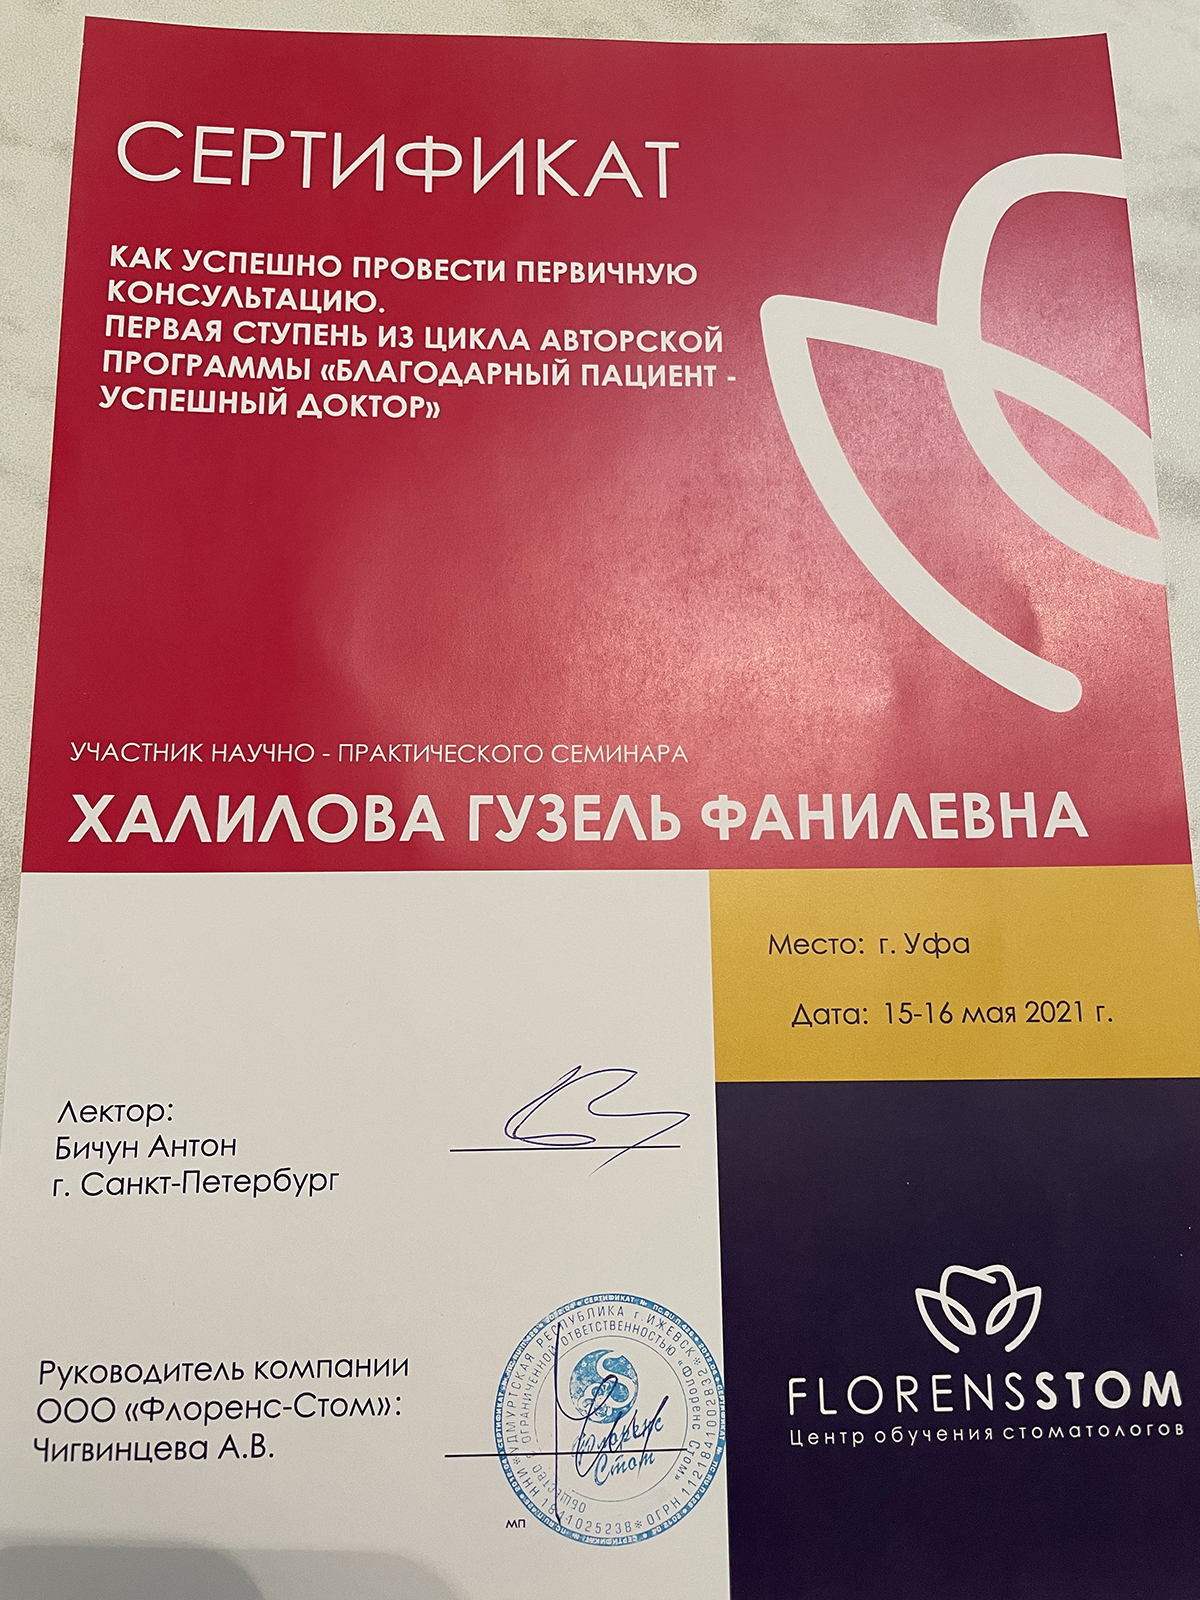 СЕРТИФИКАТ
КАК УСПЕШНО ПРОВЕСТИ ПЕРВИЧНУЮ
КОНСУЛЬТАЦИЮ.
ПЕРВАЯ СТУПЕНЬ ИЗ ЦИКЛА АВТОРСКОЙ
ПРОГРАММЫ «БЛАГОДАРНЫЙ ПАЦИЕНТ -
УСПЕШНЫЙ ДОКТОР»
УЧАСТНИК НАУЧНО - ПРАКТИЧЕСКОГО СЕМИНАРА
ХАЛИЛОВА ГУЗЕЛЬ ФАНИЛЕВНА
Место: г. Уфа
Дата: 15-16 мая 2021 г.
Лектор:
Бичун Антон
г. Санкт-Петербург
Руководитель компании
ООО «Флоренс-Стом»:
Чигвинцева А.В.
мп
УДМУРТСКАЯ РЕСПУБЛИКА г.ИЖЕВСК
ОБЩЕСТВО С ОГРАНИЧЕННОЙ ОТВЕТСТВЕННОСТЬЮ «Флоренс Стом»
Флоренс
Стом
FLORENSSTOM
Центр обучения стоматологов